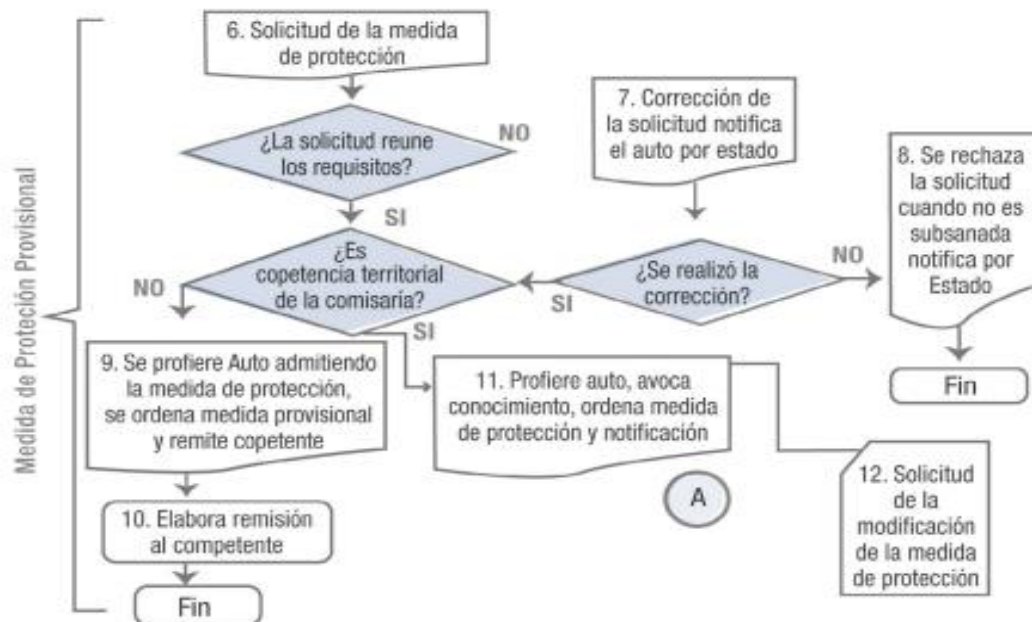 Medida de Proteción Provisional
6. Solicitud de la medida
de protección
¿La solicitud reune
los requisitos?
NO
SI
7. Corrección de
la solicitud notifica
el auto por estado
8. Se rechaza
la solicitud
cuando no es
subsanada
notifica por
Estado
¿Es
copetencia territorial
de la comisaría?
NO
SI
¿Se realizó la
corrección?
SI
NO
Fin
9. Se profiere Auto admitiendo
la medida de protección,
se ordena medida provisional
y remite copetente
11. Profiere auto, avoca
conocimiento, ordena medida
de protección y notificación
A
12. Solicitud
de la
modificación
de la medida
de protección
10. Elabora remisión
al competente
Fin